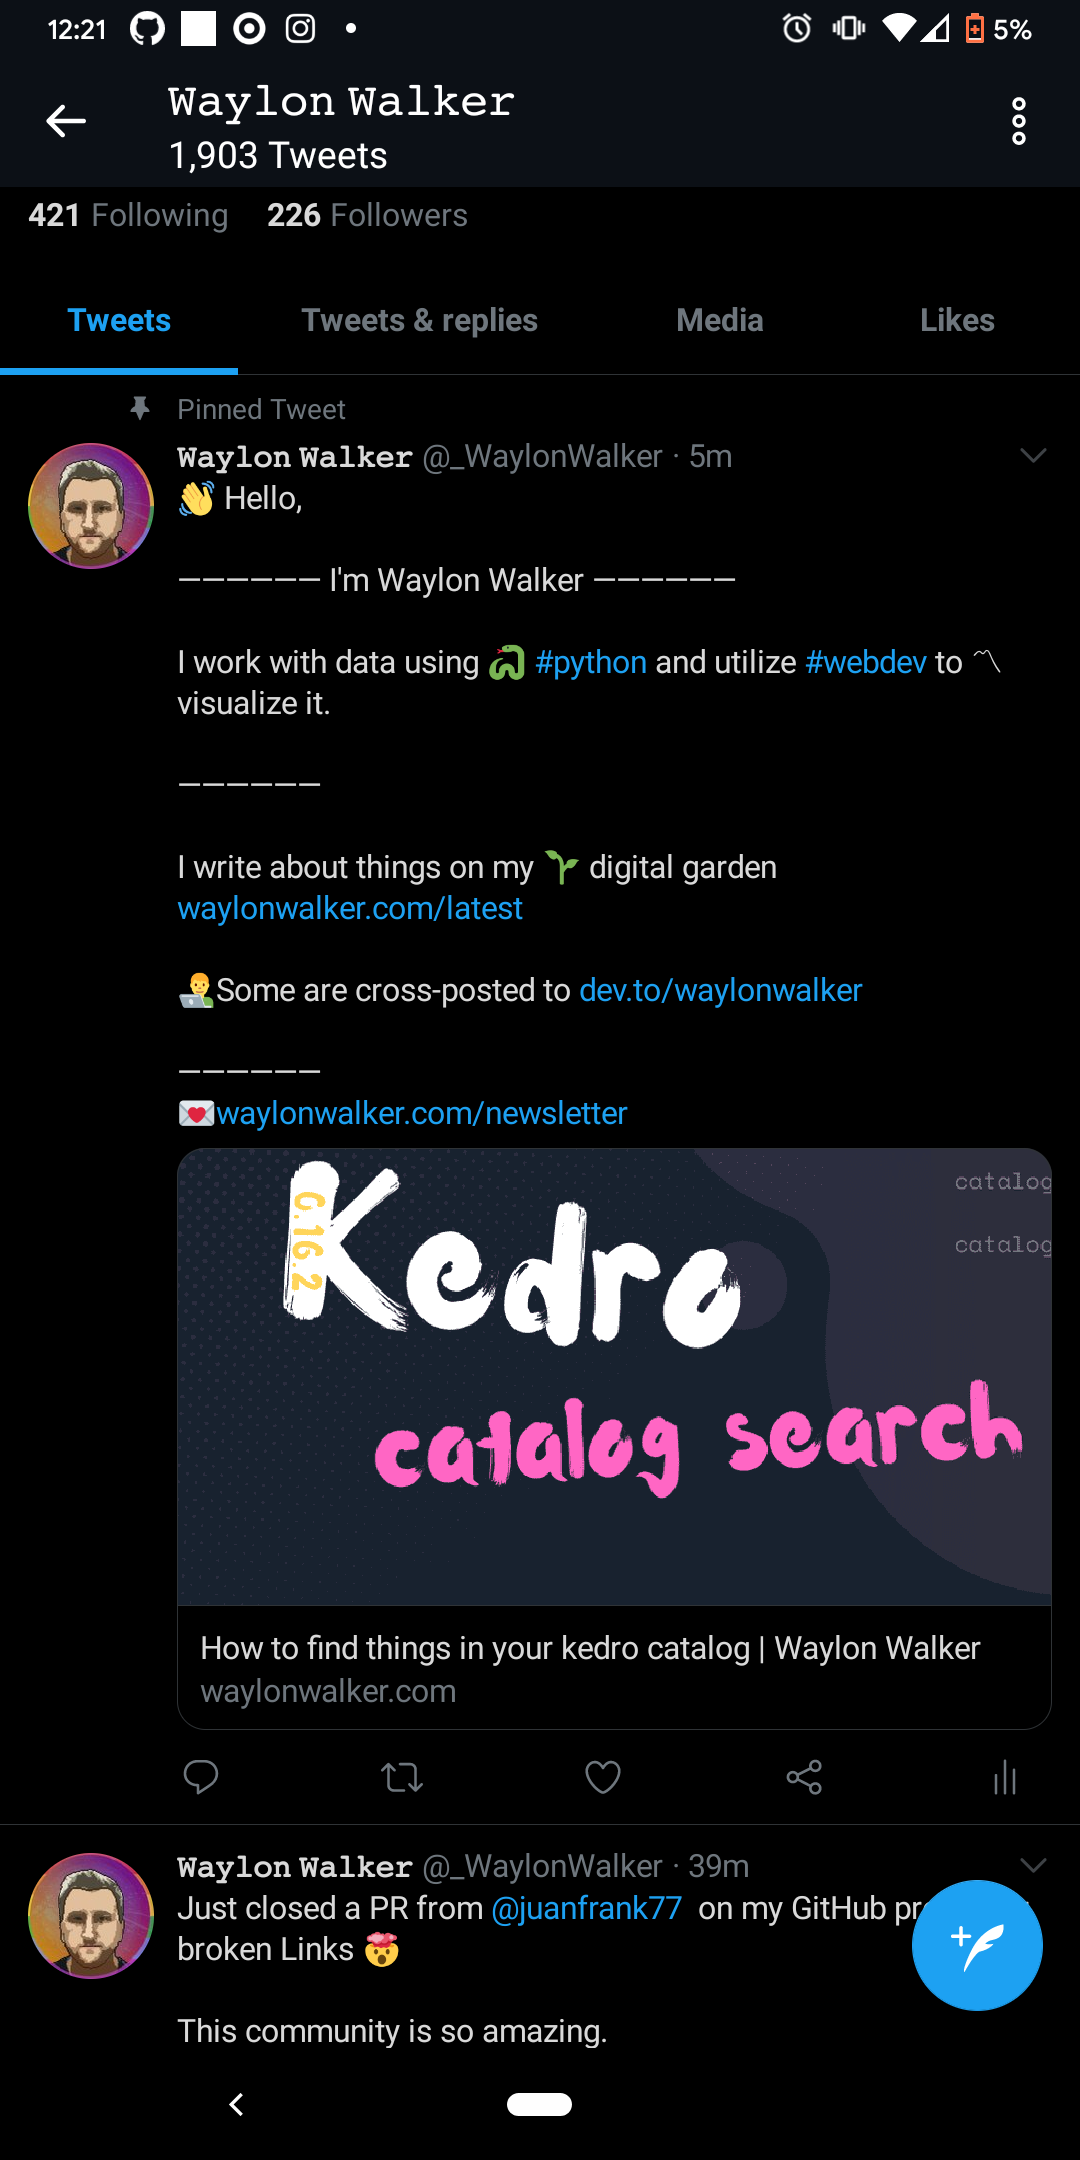 12:21 5%
Waylon Walker
1,903 Tweets
421 Following 226 Followers
Tweets Tweets & replies Media Likes
Pinned Tweet
Waylon Walker @_WaylonWalker · 5m
👋 Hello,
—————— I'm Waylon Walker ——————
I work with data using 🐍 #python and utilize #webdev to 〽
visualize it.
——————
I write about things on my 🌱 digital garden
waylonwalker.com/latest
👨‍💻Some are cross-posted to dev.to/waylonwalker
——————
💌waylonwalker.com/newsletter
Kedro
0.16.2
catalog
catalog
catalog search
How to find things in your kedro catalog | Waylon Walker
waylonwalker.com
Waylon Walker @_WaylonWalker · 39m
Just closed a PR from @juanfrank77 on my GitHub
broken Links 🤯
This community is so amazing.